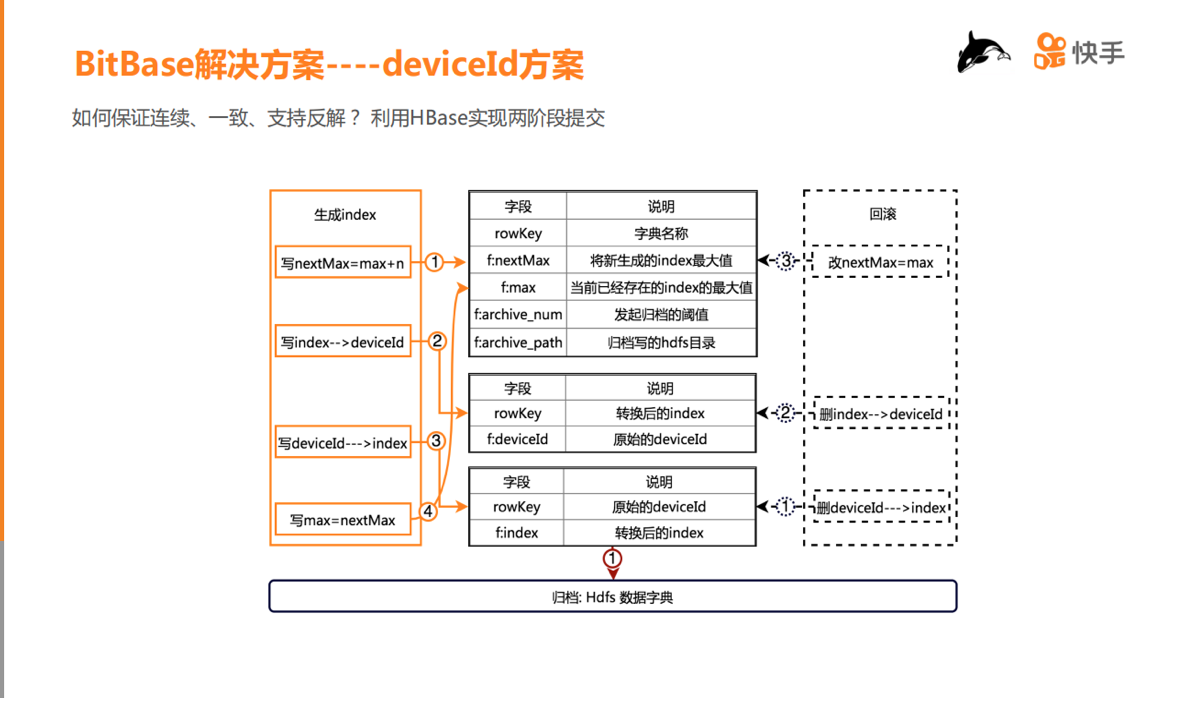 BitBase解决方案----deviceId方案
快手
如何保证连续、一致、支持反解？ 利用HBase实现两阶段提交
生成index
写nextMax=max+n
1
写index-->deviceId
2
写deviceId--->index
3
写max=nextMax
4
字段 说明
rowKey 字典名称
f:nextMax 将新生成的index最大值
f:max 当前已经存在的index的最大值
f:archive_num 发起归档的阈值
f:archive_path 归档写的hdfs目录
字段 说明
rowKey 转换后的index
f:deviceId 原始的deviceId
字段 说明
rowKey 原始的deviceId
f:index 转换后的index
回滚
3
改nextMax=max
2
删index-->deviceId
1
删deviceId--->index
1
归档: Hdfs 数据字典